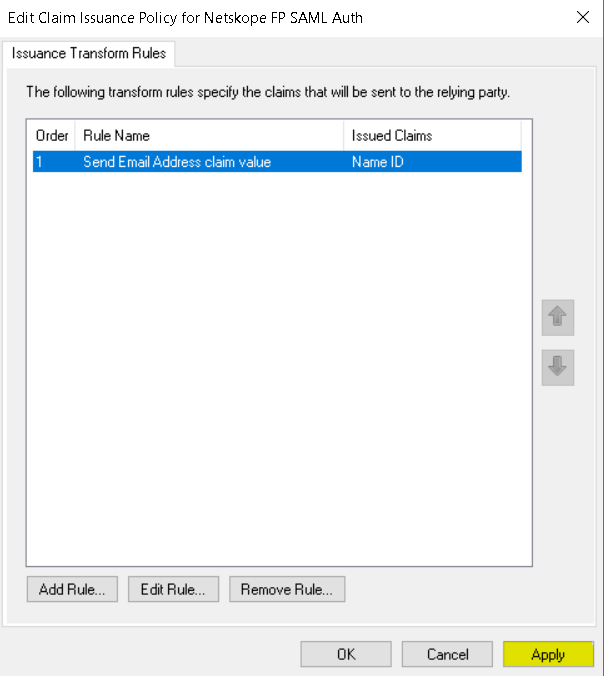 Edit Claim Issuance Policy for Netskope FP SAML Auth
Issuance Transform Rules
The following transform rules specify the claims that will be sent to the relying party.
Order Rule Name Issued Claims
1 Send Email Address claim value Name ID
Add Rule... Edit Rule... Remove Rule...
OK Cancel Apply